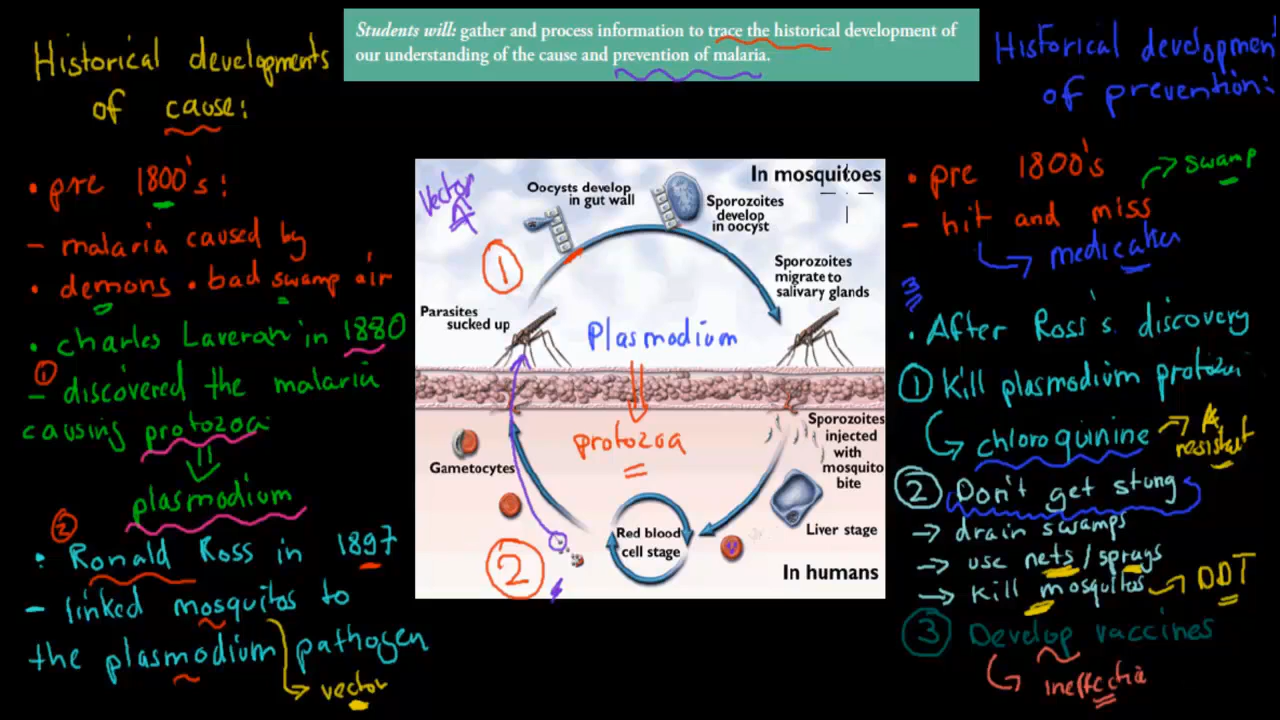 Students will: gather and process information to trace the historical development of
our understanding of the cause and prevention of malaria.
Historical developments
of cause:
• pre 1800's:
- malaria caused by
• demons • bad swamp air
• Charles Laveran in 1880
① - discovered the malaria
causing protozoa
plasmodium
②
• Ronald Ross in 1897
- linked mosquitos to
the plasmodium pathogen
vector
Vector
In mosquitoes
Oocysts develop
in gut wall
Sporozoites
develop
in oocyst
①
Sporozoites
migrate to
salivary glands
Parasites
sucked up
Plasmodium
protozoa
Sporozoites
injected
with
mosquito
bite
Gametocytes
Liver stage
Red blood
cell stage
②
In humans
Historical development
of prevention:
• pre 1800's
swamp
- hit and miss
3
• After Ross's discovery
① Kill plasmodium
chloroquinine
② Don't get stung
→ drain swamps
→ use nets/sprays
→ kill mosquitos → DDT
③ Develop vaccines